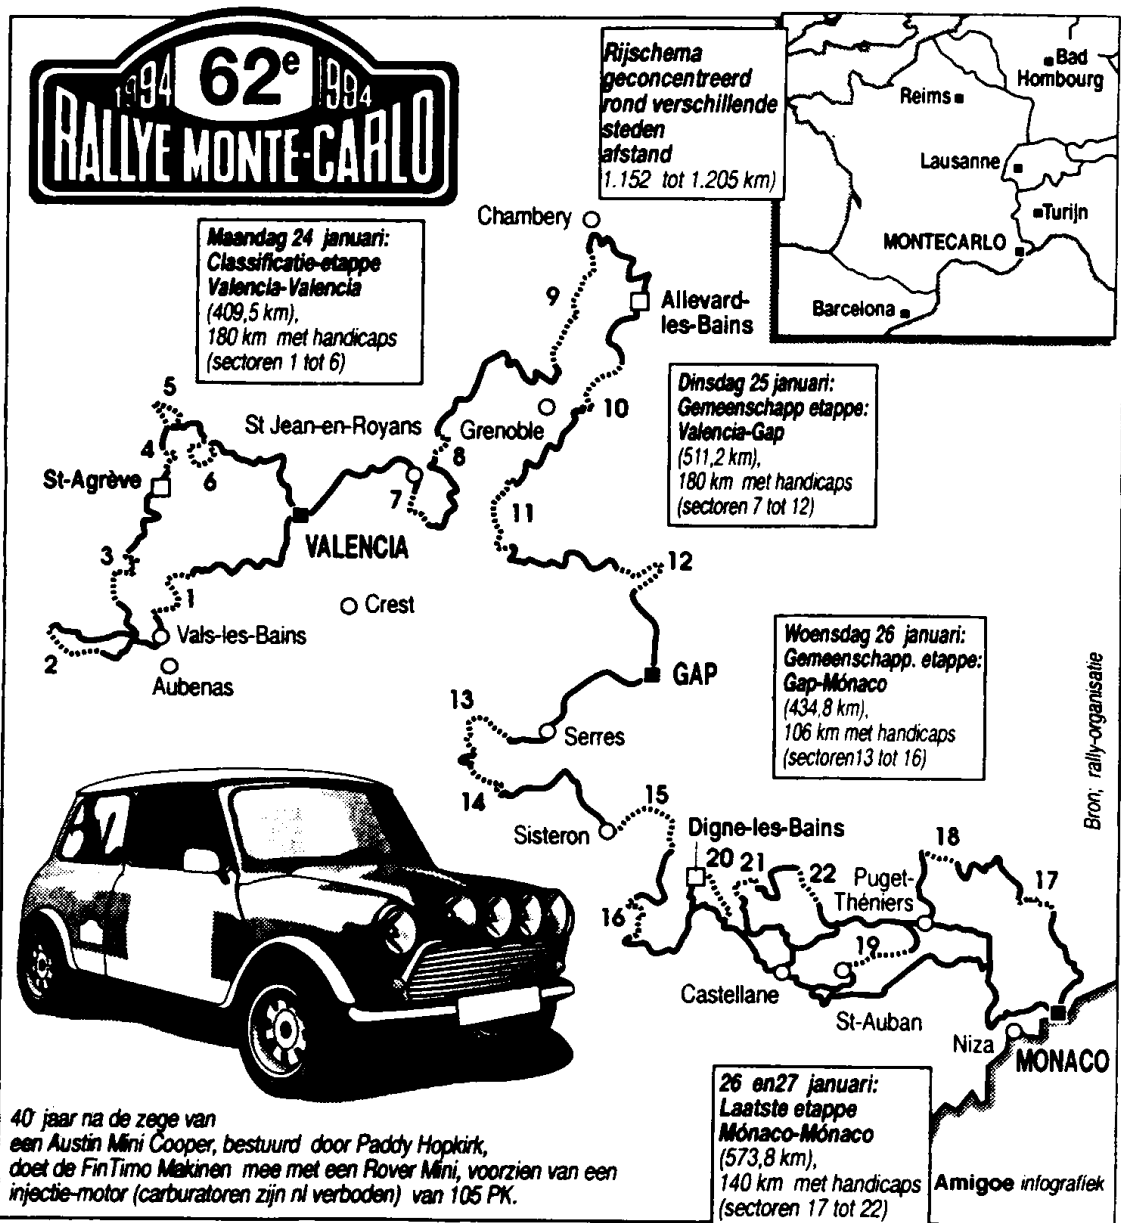 1994 62e 1994
RALLYE MONTE-CARLO
Rijschema
geconcentreerd
rond verschillende
steden
afstand
1.152 tot 1.205 km)
Bad
Hombourg
Reims
Lausanne
Turijn
MONTECARLO
Barcelona
Maandag 24 januari:
Classificatie-etappe
Valencia-Valencia
(409,5 km),
180 km met handicaps
(sectoren 1 tot 6)
Chambery
9
Allevard-
les-Bains
Dinsdag 25 januari:
Gemeenschapp etappe:
Valencia-Gap
(511,2 km),
180 km met handicaps
(sectoren 7 tot 12)
5
St Jean-en-Royans
Grenoble
10
4
6
8
St-Agrève
7
11
3
VALENCIA
12
1
Crest
Vals-les-Bains
2
Aubenas
GAP
Woensdag 26 januari:
Gemeenschapp. etappe:
Gap-Mónaco
(434,8 km),
106 km met handicaps
(sectoren13 tot 16)
Bron; rally-organisatie
13
Serres
14
15
Sisteron
Digne-les-Bains
20
21
22
18
Puget-
Théniers
17
16
19
Castellane
St-Auban
Niza
MONACO
26 en27 januari:
Laatste etappe
Mónaco-Mónaco
(573,8 km),
140 km met handicaps
(sectoren 17 tot 22)
Amigoe infografiek
40 jaar na de zege van
een Austin Mini Cooper, bestuurd door Paddy Hopkirk,
doet de Fin Timo Makinen mee met een Rover Mini, voorzien van een
injectie-motor (carburatoren zijn nl verboden) van 105 PK.